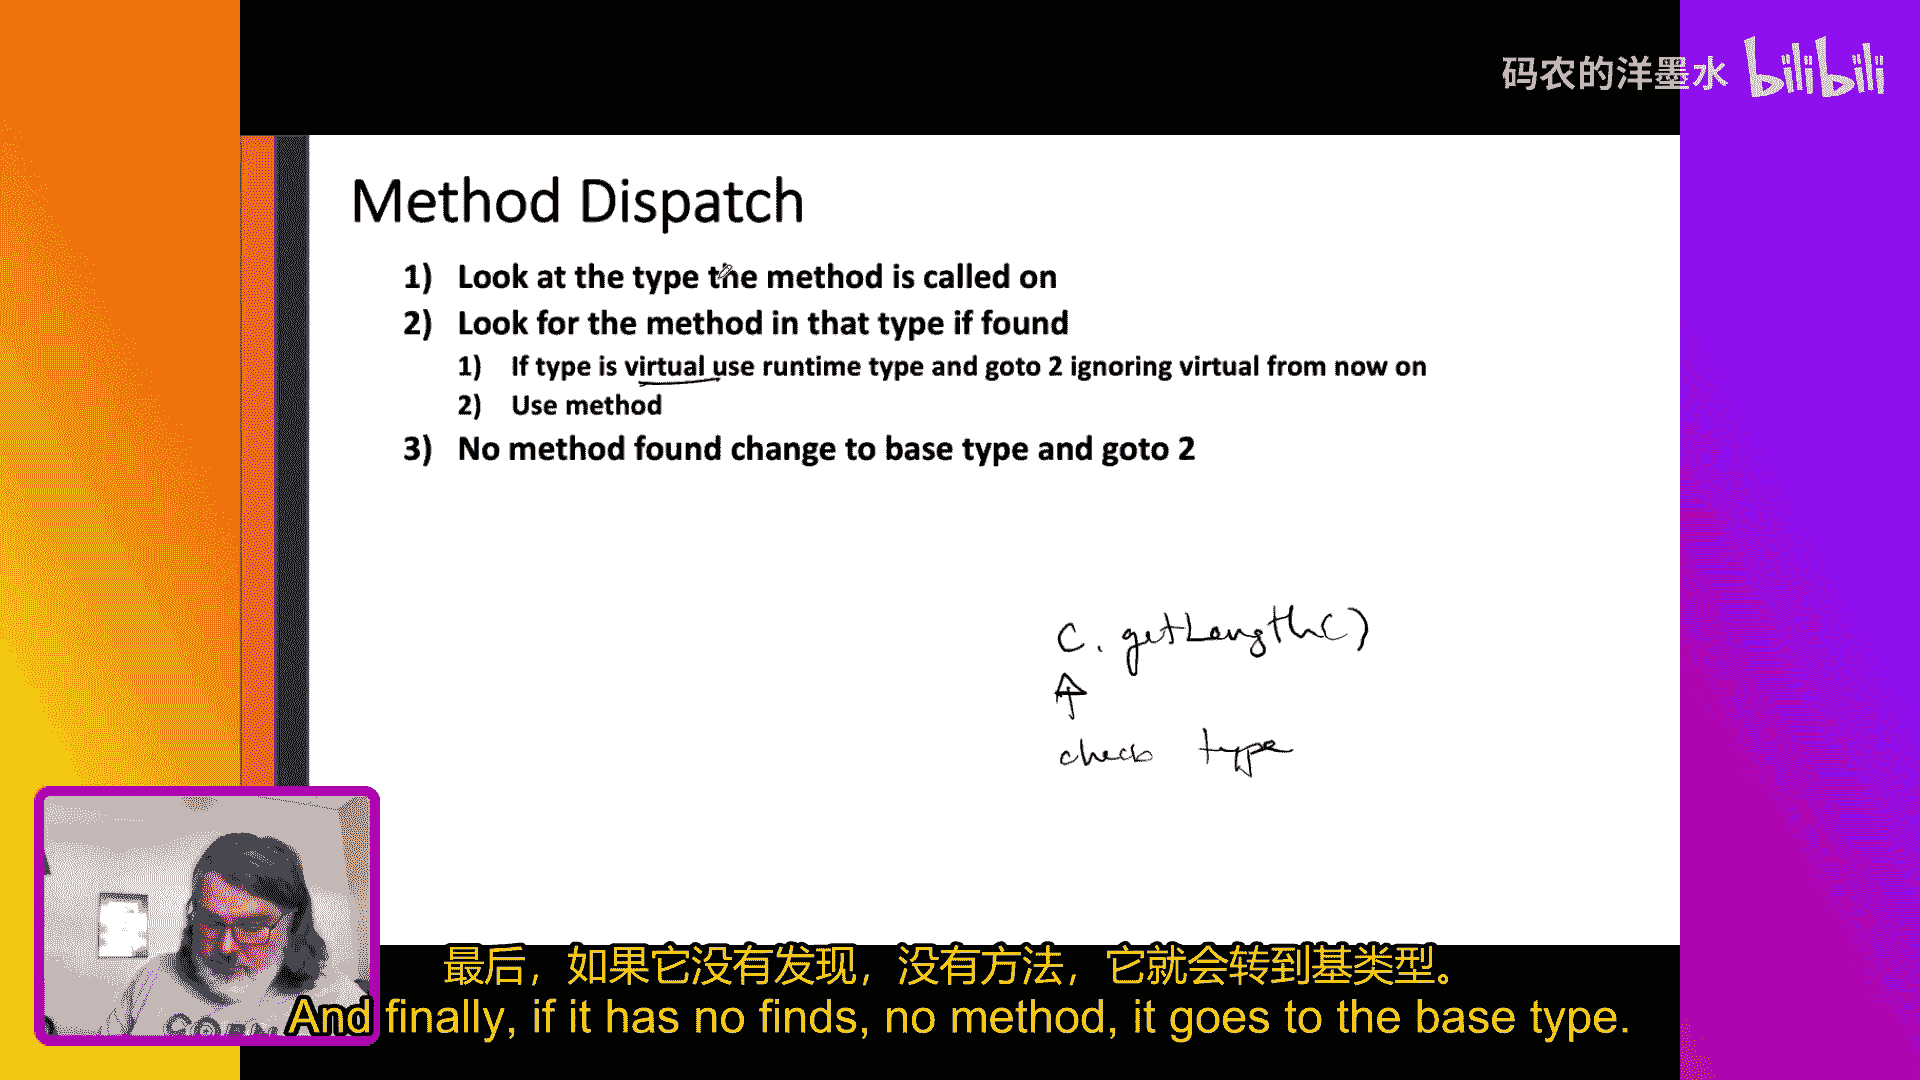 码农的洋墨水 bilibili
Method Dispatch
1) Look at the type the method is called on
2) Look for the method in that type if found
1) If type is virtual use runtime type and goto 2 ignoring virtual from now on
2) Use method
3) No method found change to base type and goto 2
C. getLength()
check type
最后，如果它没有发现，没有方法，它就会转到基类型。
And finally, if it has no finds, no method, it goes to the base type.